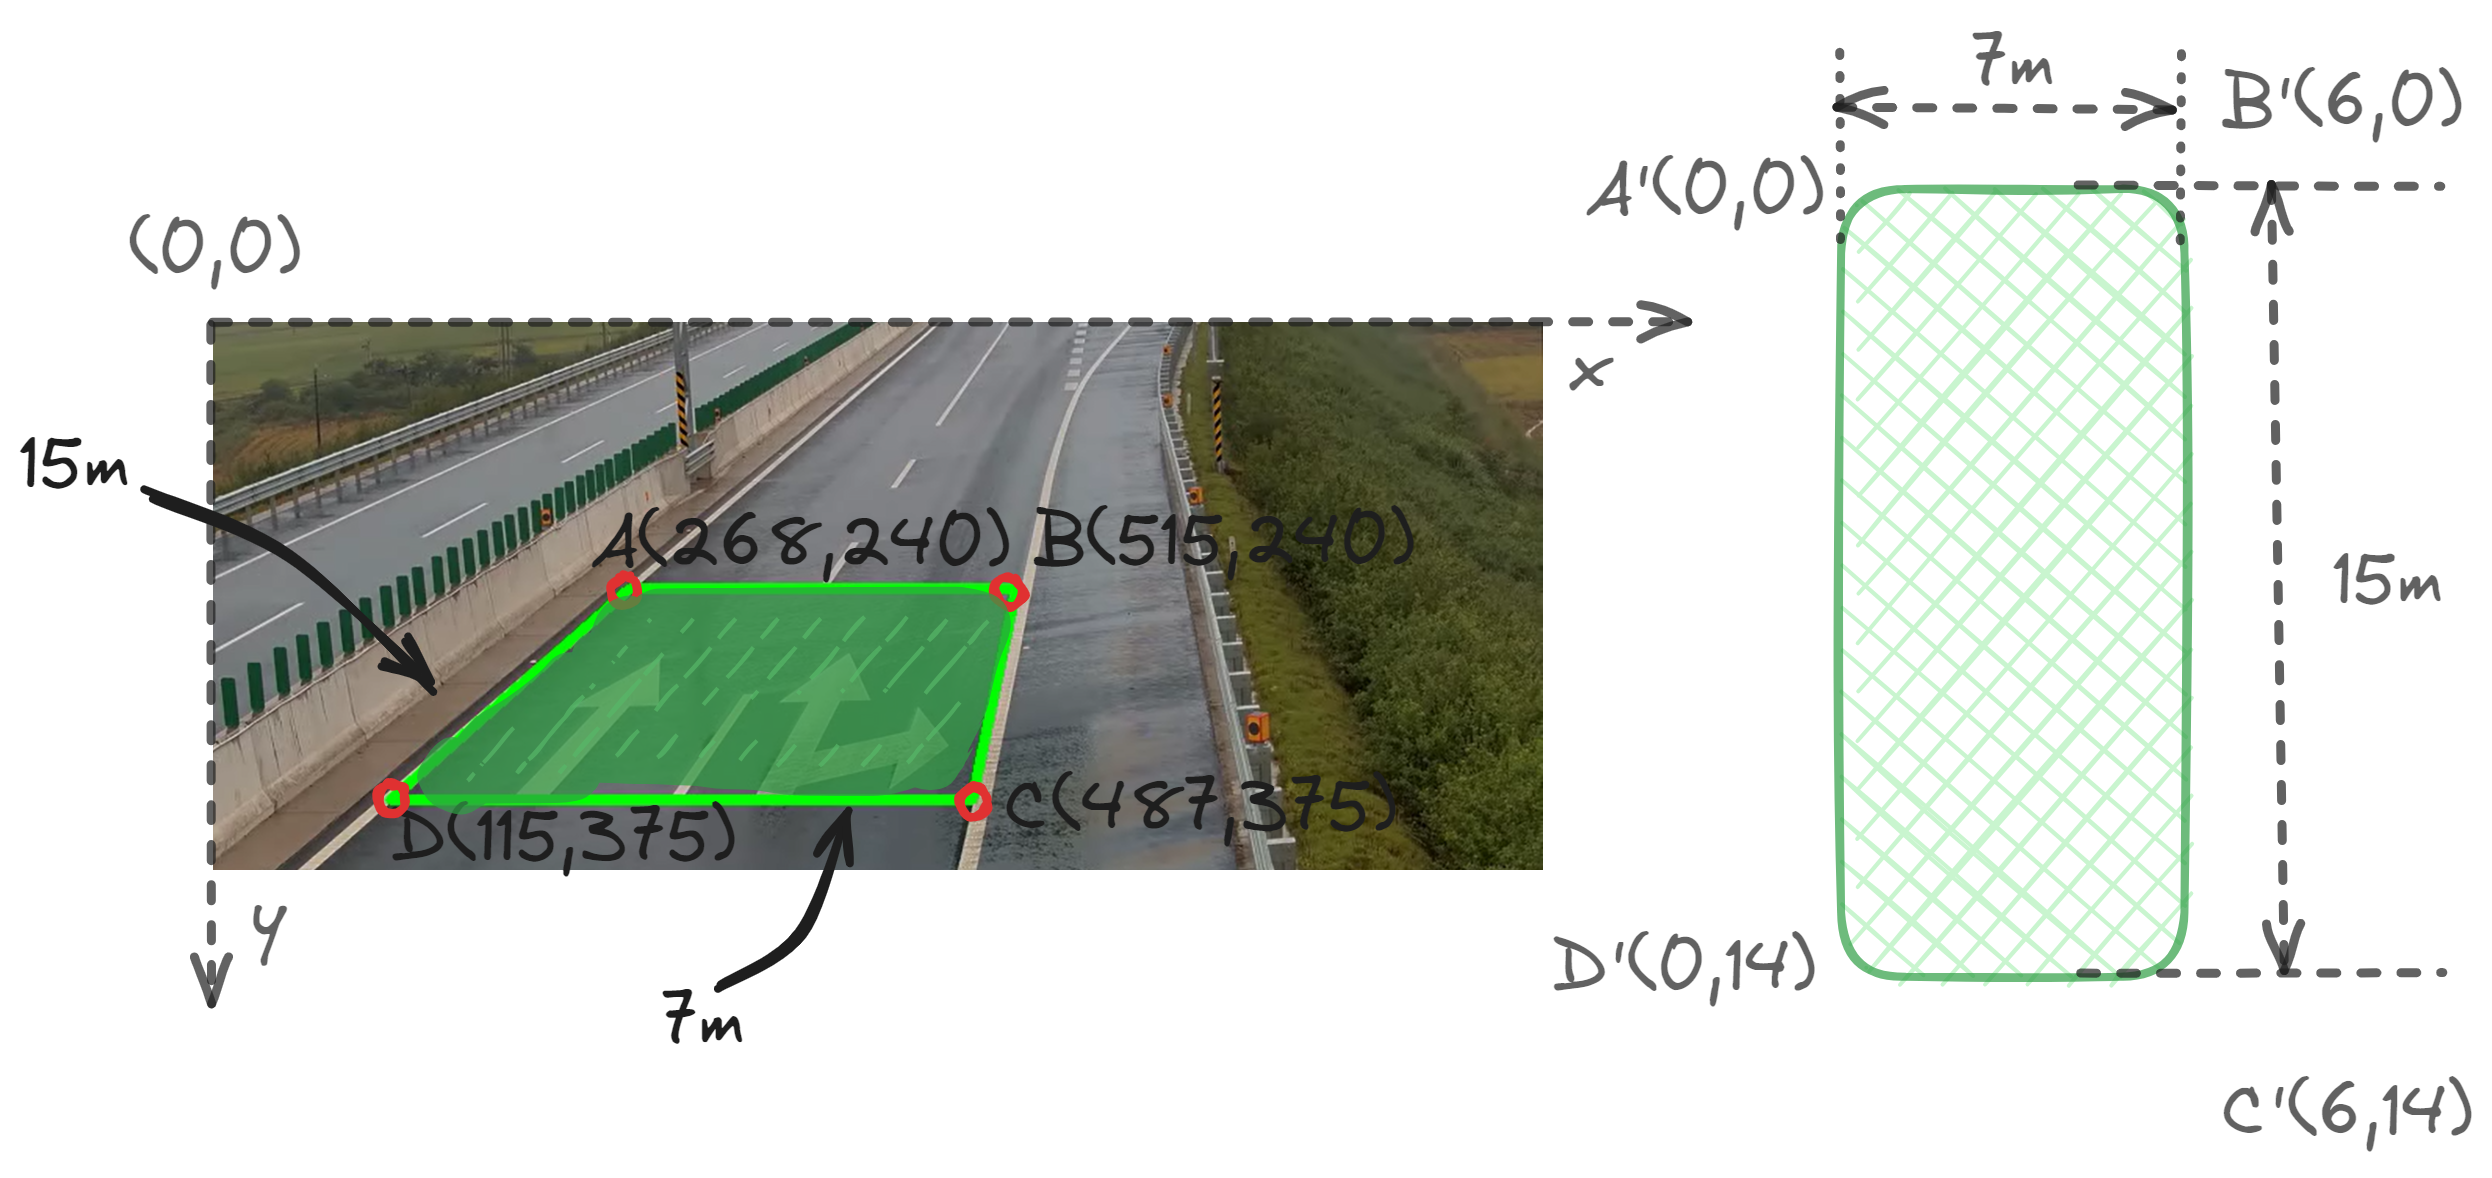 7m
B'(6,0)
A'(0,0)
(0,0)
x
15m
A(268,240)
B(515,240)
15m
C(487,375)
D(115,375)
y
D'(0,14)
7m
C'(6,14)